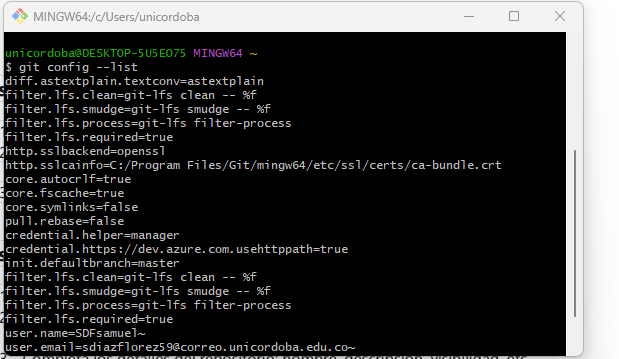 MINGW64:/c/Users/unicordoba
unicordoba@DESKTOP-5U5EO75 MINGW64 ~
$ git config --list
diff.astextplain.textconv=astextplain
filter.lfs.clean=git-lfs clean -- %f
filter.lfs.smudge=git-lfs smudge -- %f
filter.lfs.process=git-lfs filter-process
filter.lfs.required=true
http.sslbackend=openssl
http.sslcainfo=C:/Program Files/Git/mingw64/etc/ssl/certs/ca-bundle.crt
core.autocrlf=true
core.fscache=true
core.symlinks=false
pull.rebase=false
credential.helper=manager
credential.https://dev.azure.com.usehttppath=true
init.defaultbranch=master
filter.lfs.clean=git-lfs clean -- %f
filter.lfs.smudge=git-lfs smudge -- %f
filter.lfs.process=git-lfs filter-process
filter.lfs.required=true
user.name=SDFsamuel~
user.email=sdiazflorez59@correo.unicordoba.edu.co~